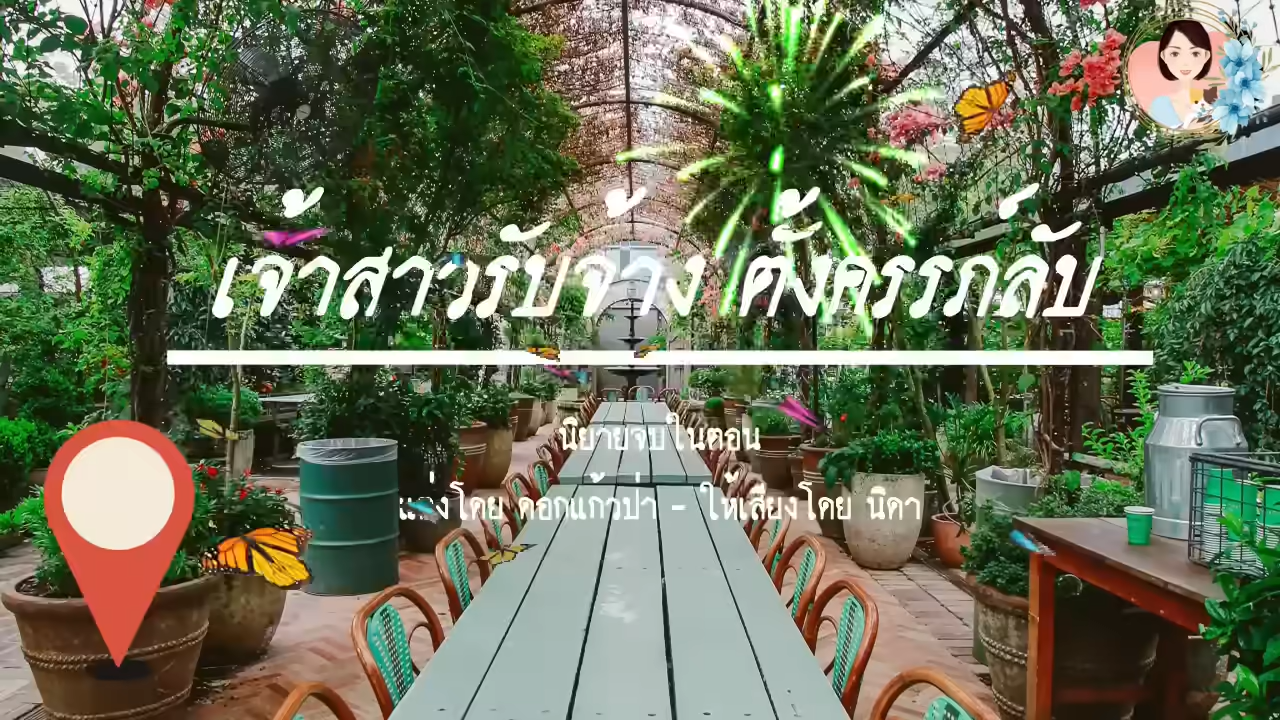 เจ้าสาวรับจ้าง ตั้งครรภ์ลับ
นิยายจบในตอน
แต่งโดย ดอกแก้วป่า - ให้เสียงโดย นิดา